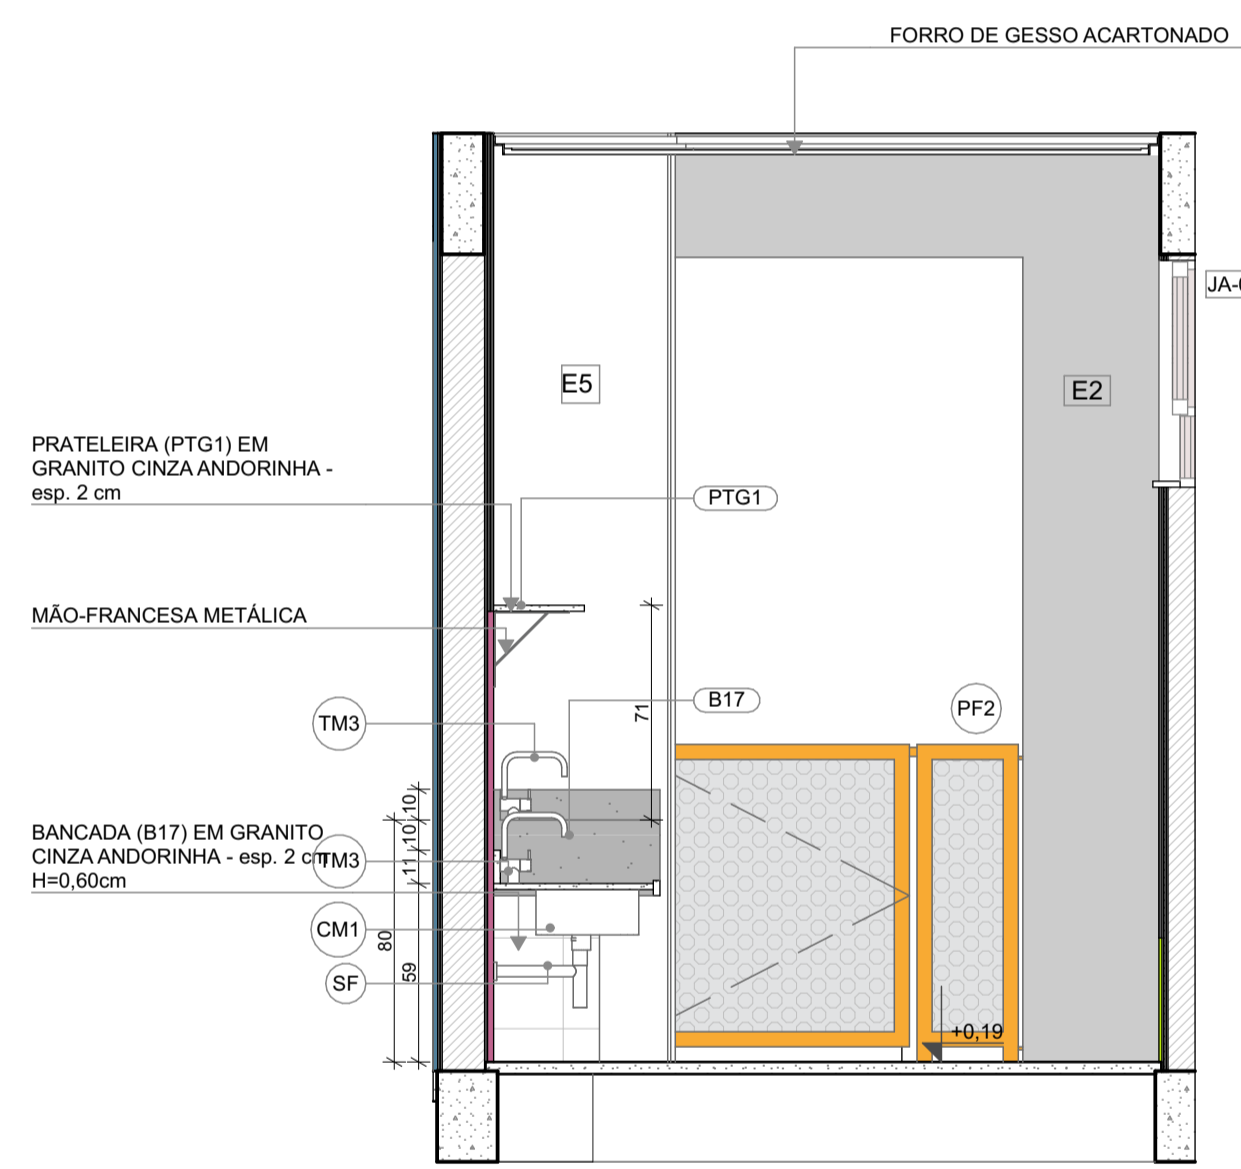 FORRO DE GESSO ACARTONADO
JA-
E5
E2
PRATELEIRA (PTG1) EM
GRANITO CINZA ANDORINHA -
esp. 2 cm
PTG1
MÃO-FRANCESA METÁLICA
TM3
B17
71
PF2
10
10
11
BANCADA (B17) EM GRANITO
CINZA ANDORINHA - esp. 2 cm
H=0,60cm
TM3
CM1
80
59
SF
+0,19